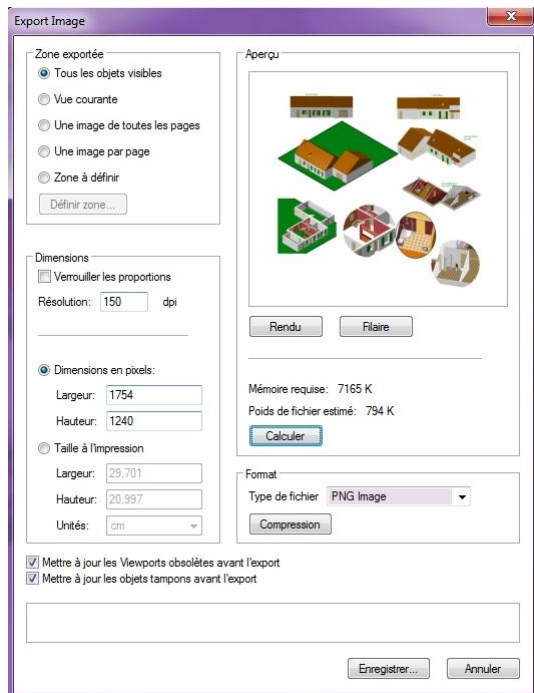 Export Image
Zone exportée
Tous les objets visibles
Vue courante
Une image de toutes les pages
Une image par page
Zone à définir
Définir zone...
Dimensions
Verrouiller les proportions
Résolution: 150 dpi
Dimensions en pixels:
Largeur: 1754
Hauteur: 1240
Taille à l'impression
Largeur: 29,701
Hauteur: 20,997
Unités: cm
Aperçu
Rendu Filaire
Mémoire requise: 7165 K
Poids de fichier estimé: 794 K
Calculer
Format
Type de fichier PNG Image
Compression
Mettre à jour les Viewports obsolètes avant l'export
Mettre à jour les objets tampons avant l'export
Enregistrer... Annuler